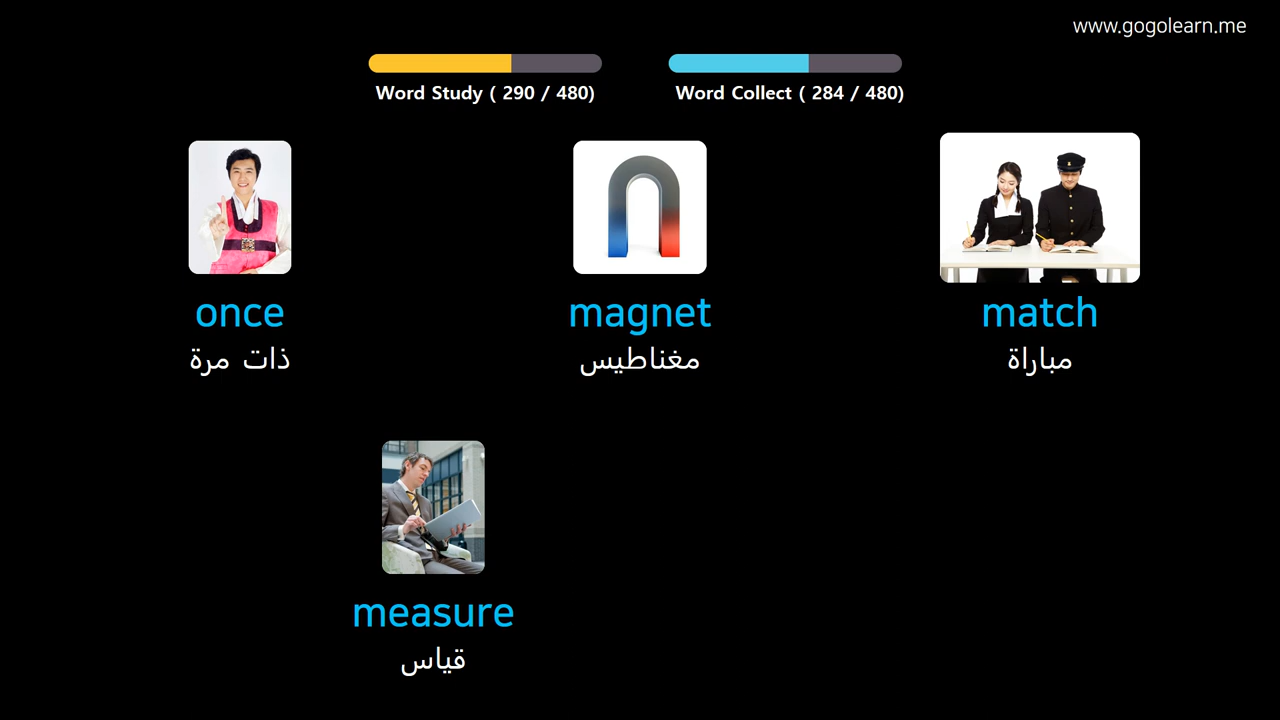 www.gogolearn.me
Word Study ( 290 / 480)
Word Collect ( 284 / 480)
once
ذات مرة
magnet
مغناطيس
match
مباراة
measure
قياس